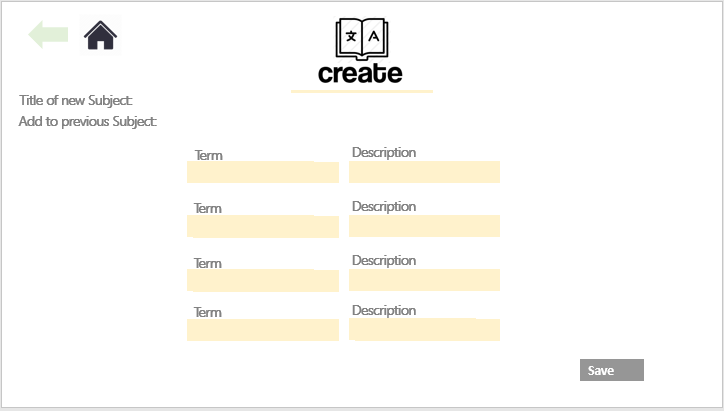 文 A
create
Title of new Subject:
Add to previous Subject:
Term Description
Term Description
Term Description
Term Description
Save